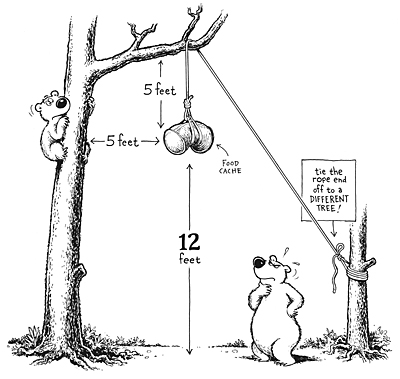 5 feet
5 feet
FOOD
CACHE
tie the
rope end
off to a
DIFFERENT
TREE!
12
feet